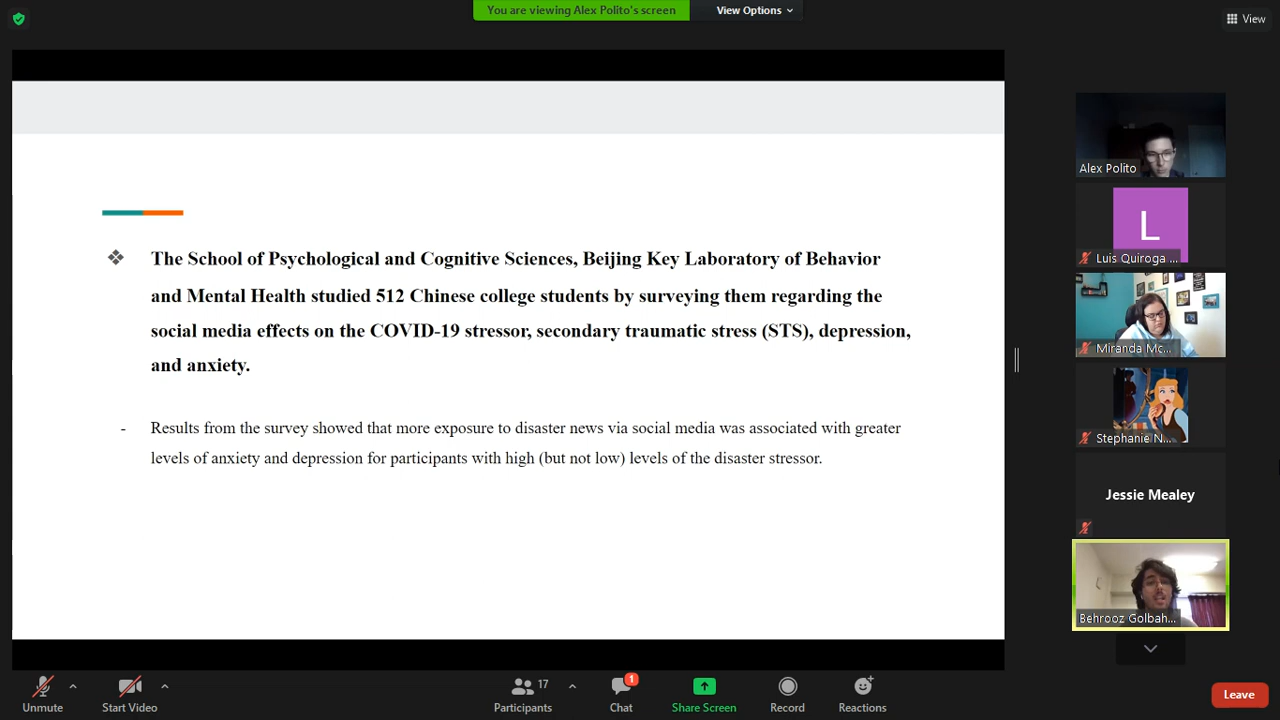 You are viewing Alex Polito's screen
View Options
View
The School of Psychological and Cognitive Sciences, Beijing Key Laboratory of Behavior
and Mental Health studied 512 Chinese college students by surveying them regarding the
social media effects on the COVID-19 stressor, secondary traumatic stress (STS), depression,
and anxiety.
- Results from the survey showed that more exposure to disaster news via social media was associated with greater
levels of anxiety and depression for participants with high (but not low) levels of the disaster stressor.
Alex Polito
L
Luis Quiroga ...
Miranda Mc...
Stephanie N...
Jessie Mealey
Behrooz Golbah...
Unmute
Start Video
17
Participants
1
Chat
Share Screen
Record
Reactions
Leave